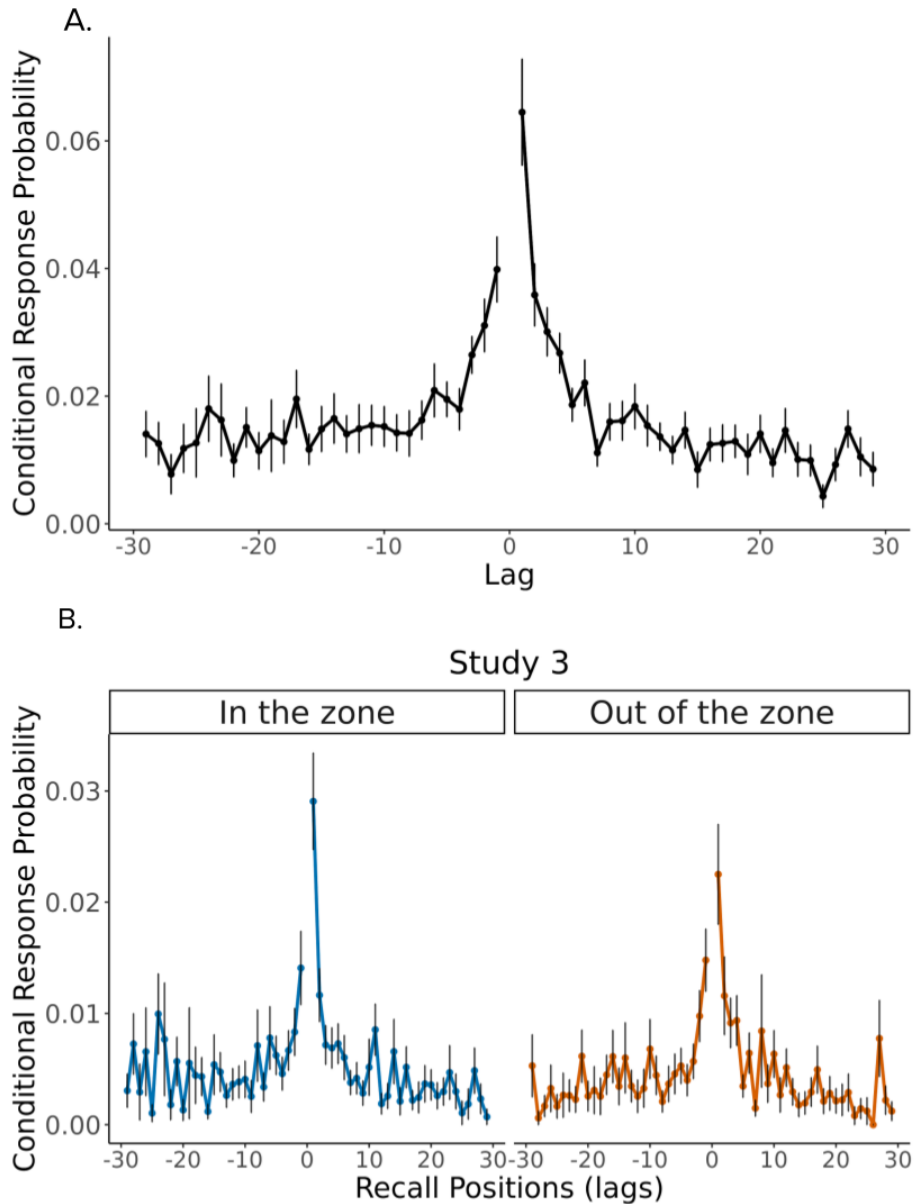 A.
Conditional Response Probability
0.06
0.04
0.02
0.00
-30 -20 -10 0 10 20 30
Lag
B.
Study 3
In the zone Out of the zone
Conditional Response Probability
0.03
0.02
0.01
0.00
-30 -20 -10 0 10 20 30 -30 -20 -10 0 10 20 30
Recall Positions (lags)